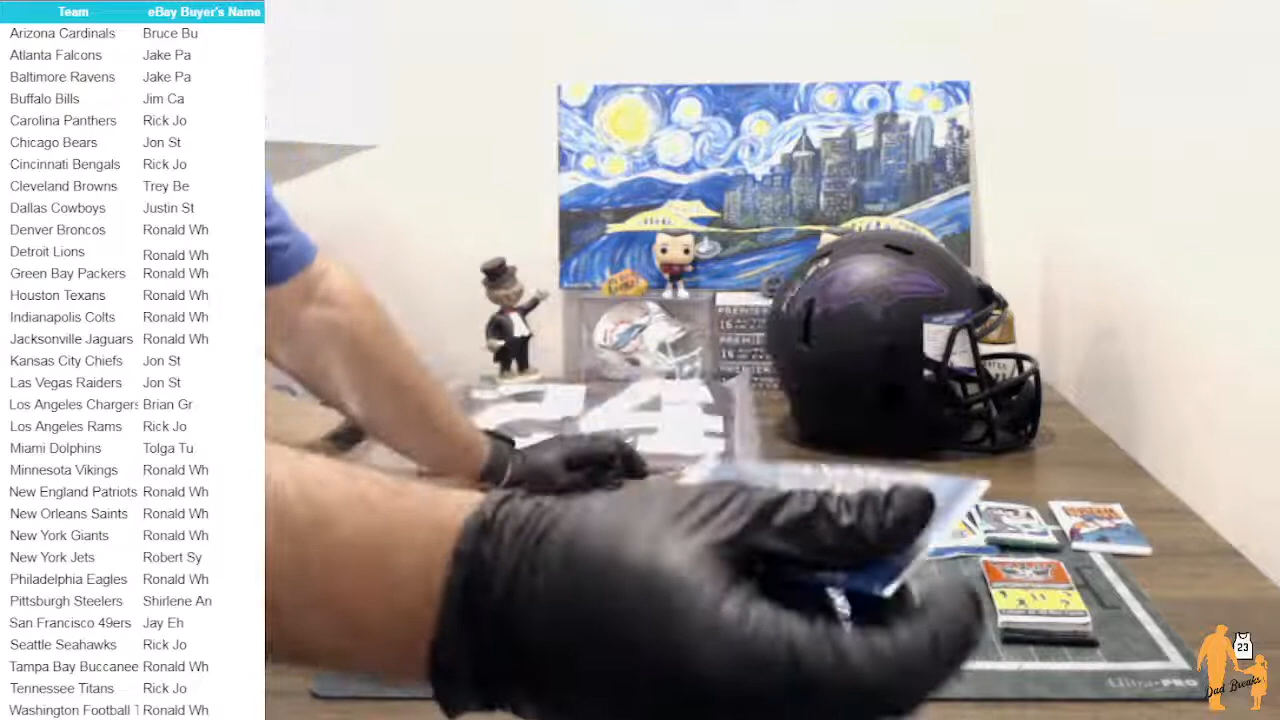 Team eBay Buyer's Name
Arizona Cardinals Bruce Bu
Atlanta Falcons Jake Pa
Baltimore Ravens Jake Pa
Buffalo Bills Jim Ca
Carolina Panthers Rick Jo
Chicago Bears Jon St
Cincinnati Bengals Rick Jo
Cleveland Browns Trey Be
Dallas Cowboys Justin St
Denver Broncos Ronald Wh
Detroit Lions Ronald Wh
Green Bay Packers Ronald Wh
Houston Texans Ronald Wh
Indianapolis Colts Ronald Wh
Jacksonville Jaguars Ronald Wh
Kansas City Chiefs Jon St
Las Vegas Raiders Jon St
Los Angeles Chargers Brian Gr
Los Angeles Rams Rick Jo
Miami Dolphins Tolga Tu
Minnesota Vikings Ronald Wh
New England Patriots Ronald Wh
New Orleans Saints Ronald Wh
New York Giants Ronald Wh
New York Jets Robert Sy
Philadelphia Eagles Ronald Wh
Pittsburgh Steelers Shirlene An
San Francisco 49ers Jay Eh
Seattle Seahawks Rick Jo
Tampa Bay Buccanee Ronald Wh
Tennessee Titans Rick Jo
Washington Football Ronald Wh
PREMIER
PREMIE
PREMIE
Ultra-PRO
23
Dad Breaks